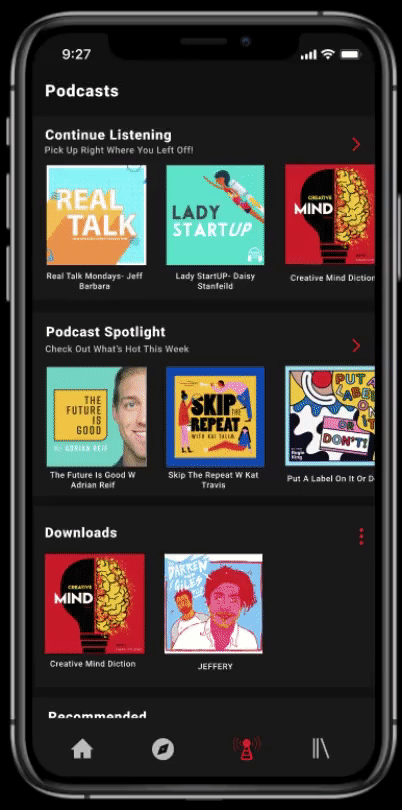 9:27
Podcasts
Continue Listening
Pick Up Right Where You Left Off!
REAL
TALK
LADY
STARTUP
CREATIVE
MIND
Real Talk Mondays- Jeff
Barbara
Lady StartUP- Daisy
Stanfeild
Creative Mind Diction
Podcast Spotlight
Check Out What's Hot This Week
THE
FUTURE
IS
GOOD
W/ ADRIKA REIF
SKIP
THE
REPEAT
WITH KAT TALIM
PUT A
LABEL
ON
IT
OR
DON'T!
The Future Is Good W
Adrian Reif
Skip The Repeat W Kat
Travis
Put A Label On It Or D
Downloads
CREATIVE
MIND
DARREN
GILES
Creative Mind Diction
JEFFERY
Recommended